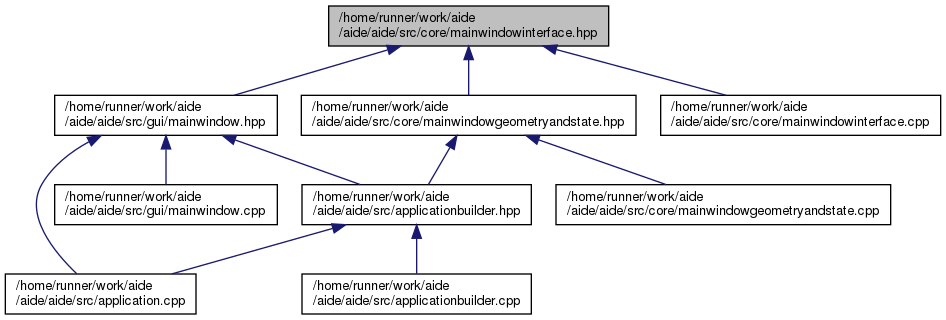 /home/runner/work/aide
/aide/aide/src/core/mainwindowinterface.hpp
/home/runner/work/aide
/aide/aide/src/gui/mainwindow.hpp
/home/runner/work/aide
/aide/aide/src/core/mainwindowgeometryandstate.hpp
/home/runner/work/aide
/aide/aide/src/core/mainwindowinterface.cpp
/home/runner/work/aide
/aide/aide/src/gui/mainwindow.cpp
/home/runner/work/aide
/aide/aide/src/applicationbuilder.hpp
/home/runner/work/aide
/aide/aide/src/core/mainwindowgeometryandstate.cpp
/home/runner/work/aide
/aide/aide/src/application.cpp
/home/runner/work/aide
/aide/aide/src/applicationbuilder.cpp